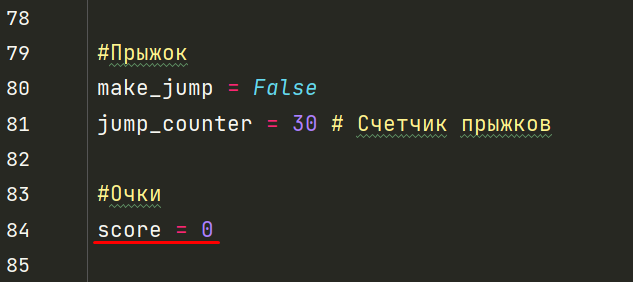 78
79 #Прыжок
80 make_jump = False
81 jump_counter = 30 # Счетчик прыжков
82
83 #Очки
84 score = 0
85